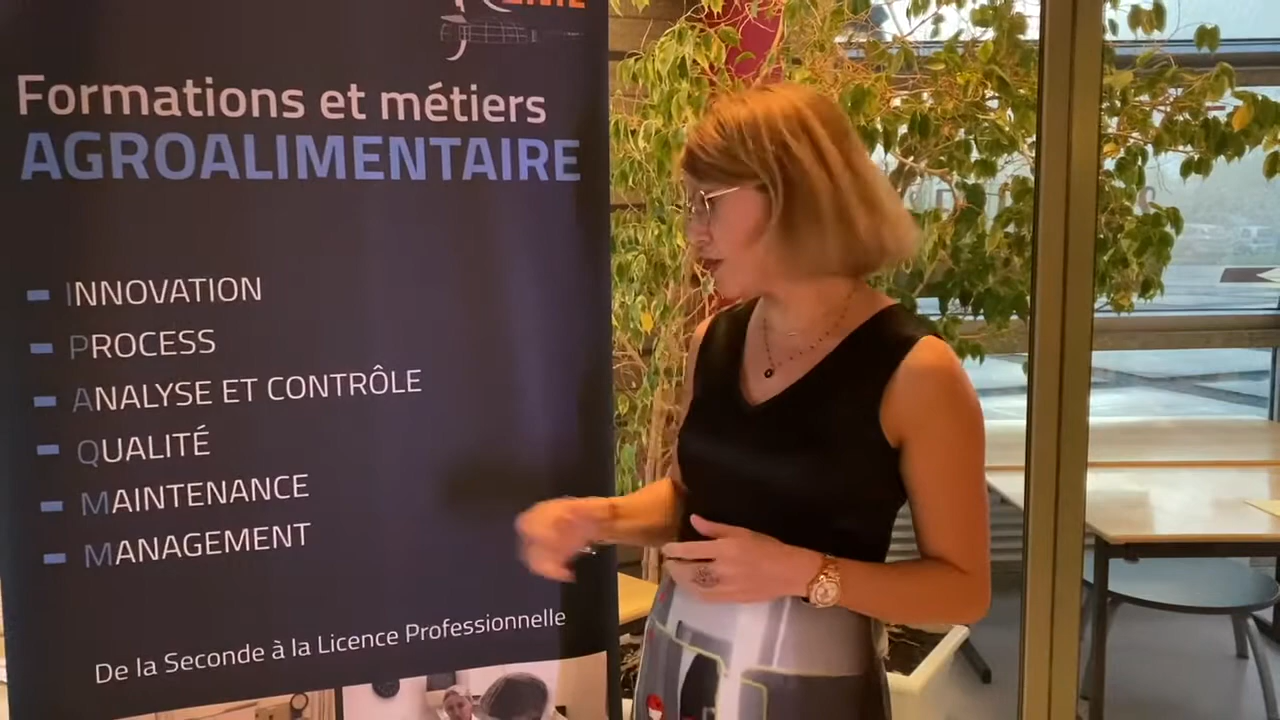 Formations et métiers
AGROALIMENTAIRE
INNOVATION
PROCESS
ANALYSE ET CONTRÔLE
QUALITÉ
MAINTENANCE
MANAGEMENT
De la Seconde à la Licence Professionnelle